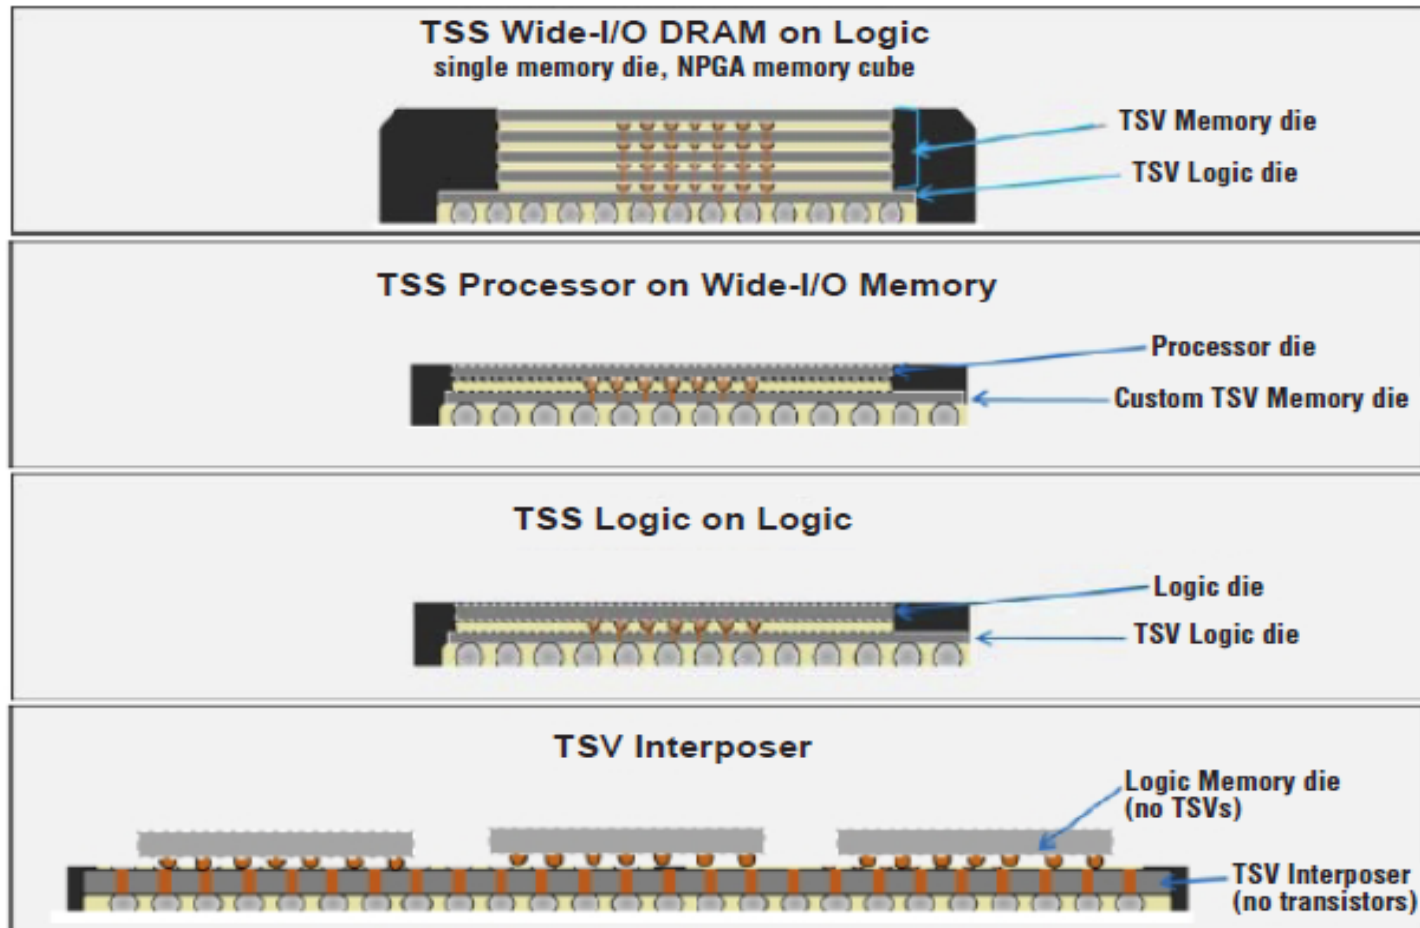 TSS Wide-I/O DRAM on Logic
single memory die, NPGA memory cube
TSV Memory die
TSV Logic die
TSS Processor on Wide-I/O Memory
Processor die
Custom TSV Memory die
TSS Logic on Logic
Logic die
TSV Logic die
TSV Interposer
Logic Memory die
(no TSVs)
TSV Interposer
(no transistors)